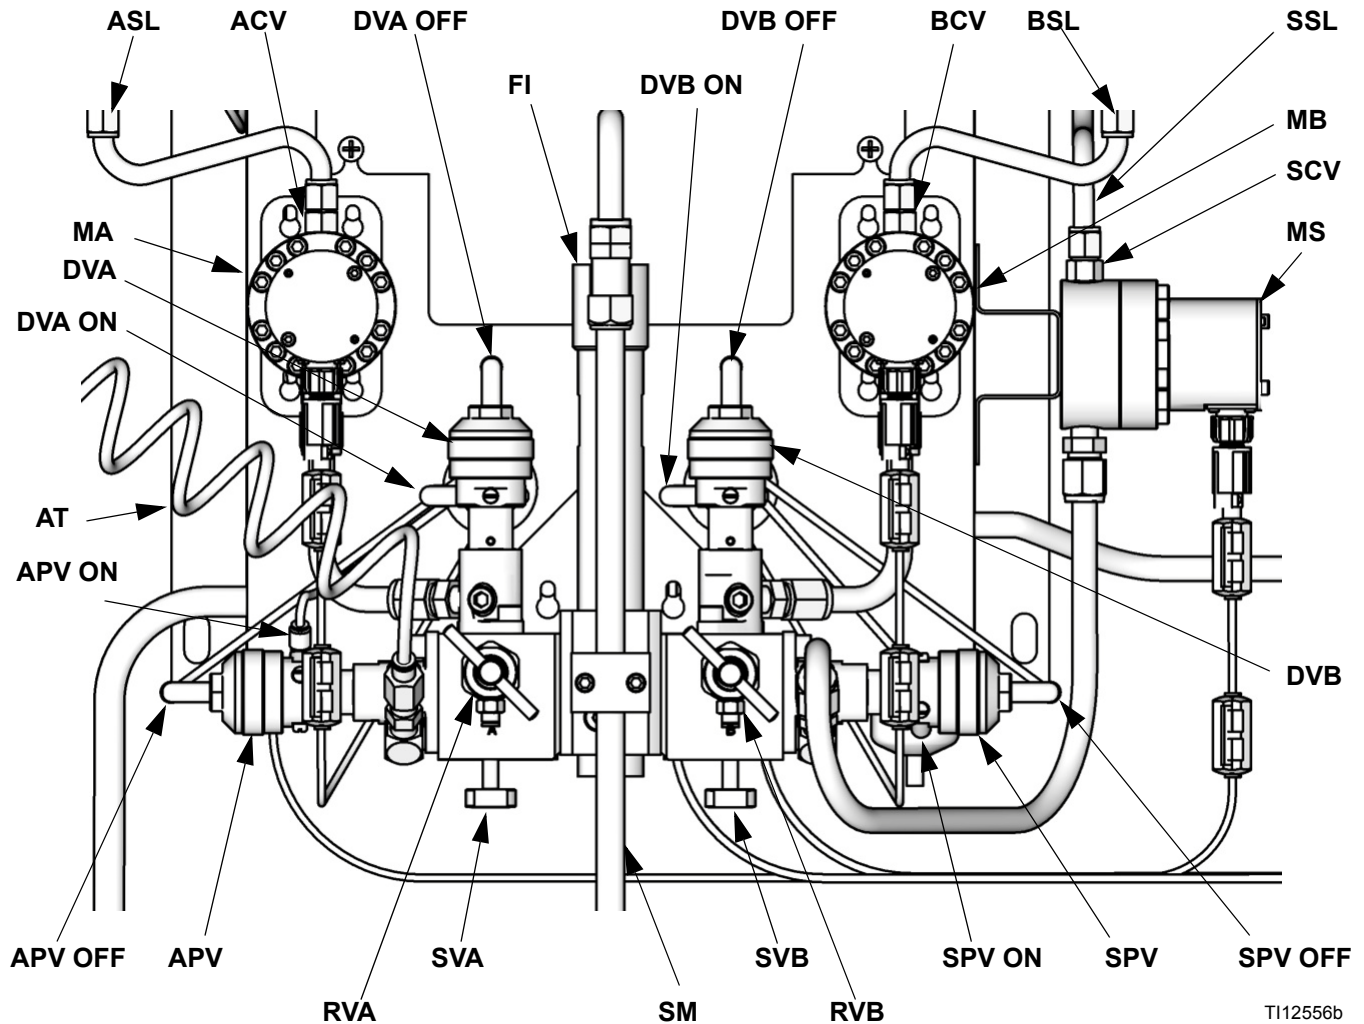 ASL ACV DVA OFF DVB OFF BCV BSL SSL
FI DVB ON
MB
SCV
MA MS
DVA
DVA ON
AT
APV ON
DVB
APV OFF APV SVA SVB SPV ON SPV SPV OFF
RVA SM RVB
TI12556b